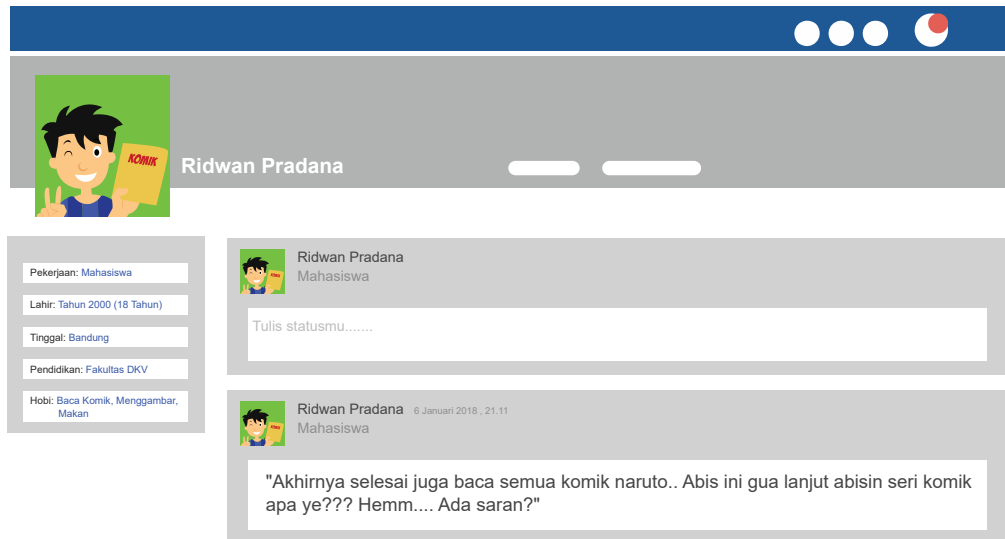 KOMIK
Ridwan Pradana
Pekerjaan: Mahasiswa
Lahir: Tahun 2000 (18 Tahun)
Tinggal: Bandung
Pendidikan: Fakultas DKV
Hobi: Baca Komik, Menggambar,
Makan
Ridwan Pradana
Mahasiswa
Tulis statusmu.......
Ridwan Pradana 6 Januari 2018 , 21.11
Mahasiswa
"Akhirnya selesai juga baca semua komik naruto.. Abis ini gua lanjut abisin seri komik
apa ye??? Hemm.... Ada saran?"